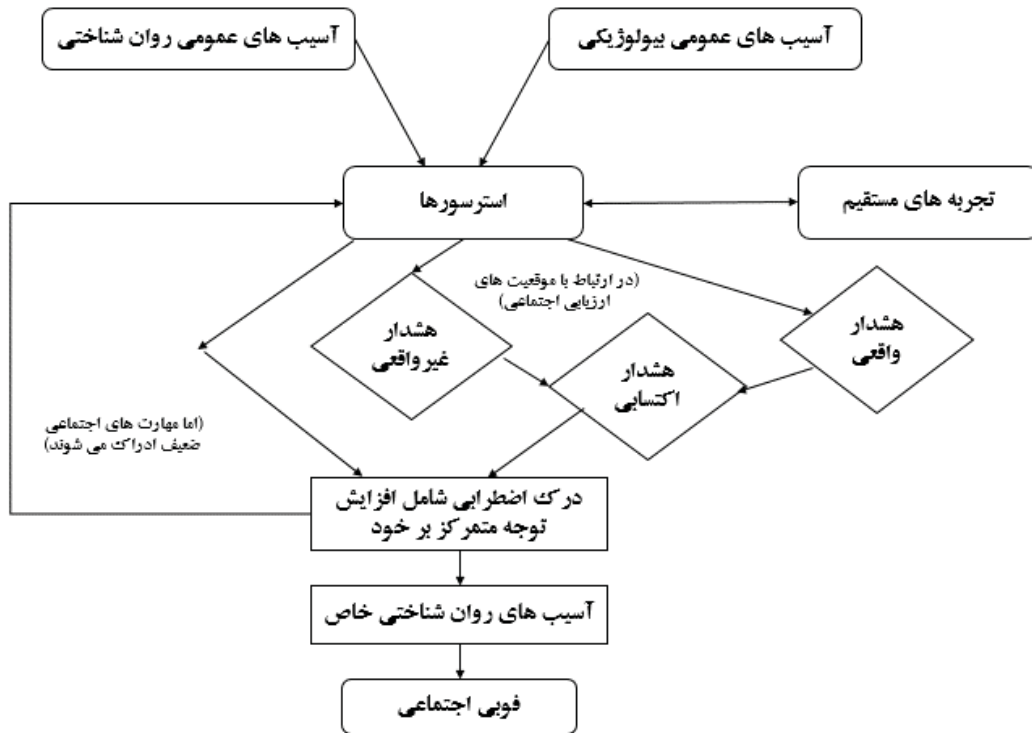 آسیب های عمومی بیولوژیکی
آسیب های عمومی روان شناختی
استرسورها
تجربه های مستقیم
(در ارتباط با موقعیت های
ارزیابی اجتماعی)
هشدار
واقعی
هشدار
غیرواقعی
هشدار
اکتسابی
(اما مهارت های اجتماعی
ضعیف ادراک می شوند)
درک اضطرابی شامل افزایش
توجه متمرکز بر خود
آسیب های روان شناختی خاص
فوبی اجتماعی